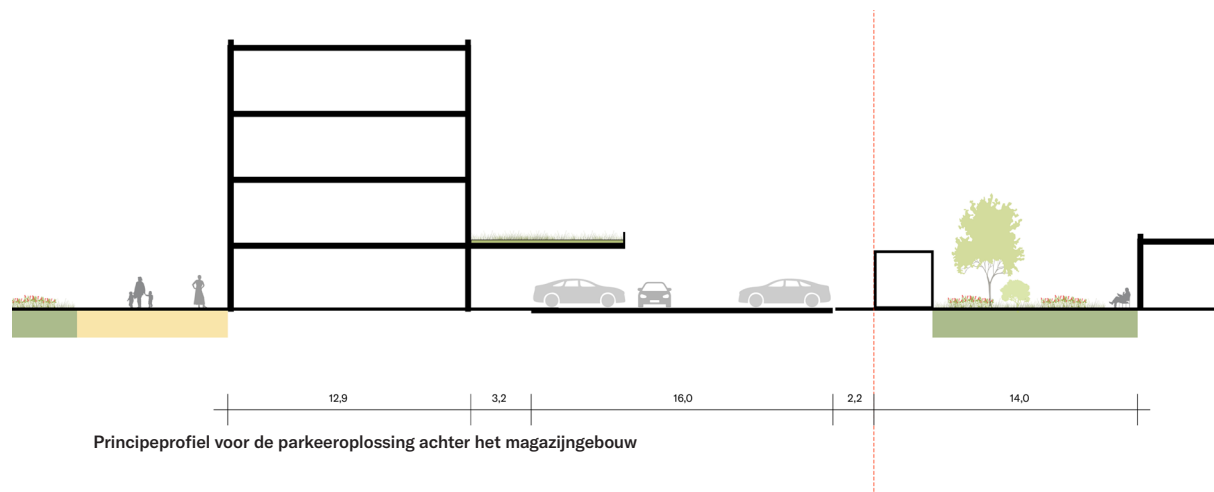 12,9 3,2 16,0 2,2 14,0
Principeprofiel voor de parkeeroplossing achter het magazijngebouw